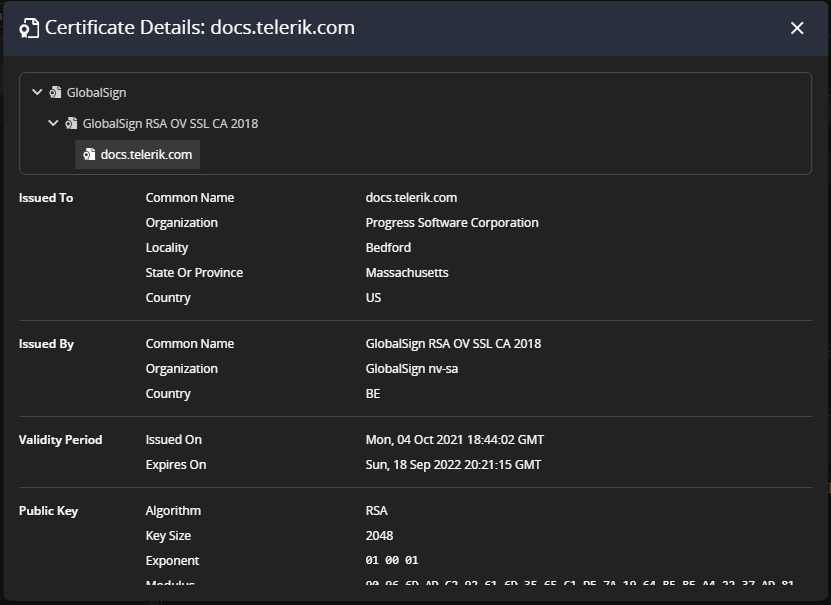 Certificate Details: docs.telerik.com
GlobalSign
GlobalSign RSA OV SSL CA 2018
docs.telerik.com
Issued To Common Name docs.telerik.com
Organization Progress Software Corporation
Locality Bedford
State Or Province Massachusetts
Country US
Issued By Common Name GlobalSign RSA OV SSL CA 2018
Organization GlobalSign nv-sa
Country BE
Validity Period Issued On Mon, 04 Oct 2021 18:44:02 GMT
Expires On Sun, 18 Sep 2022 20:21:15 GMT
Public Key Algorithm RSA
Key Size 2048
Exponent 01 00 01
Modulus